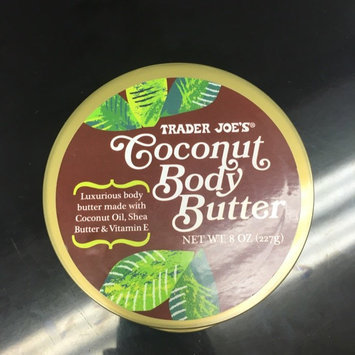 TRADER JOE'S®
Coconut
Body
Butter
Luxurious body
butter made with
Coconut Oil, Shea
Butter & Vitamin E
NET WT. 8 OZ (227g)